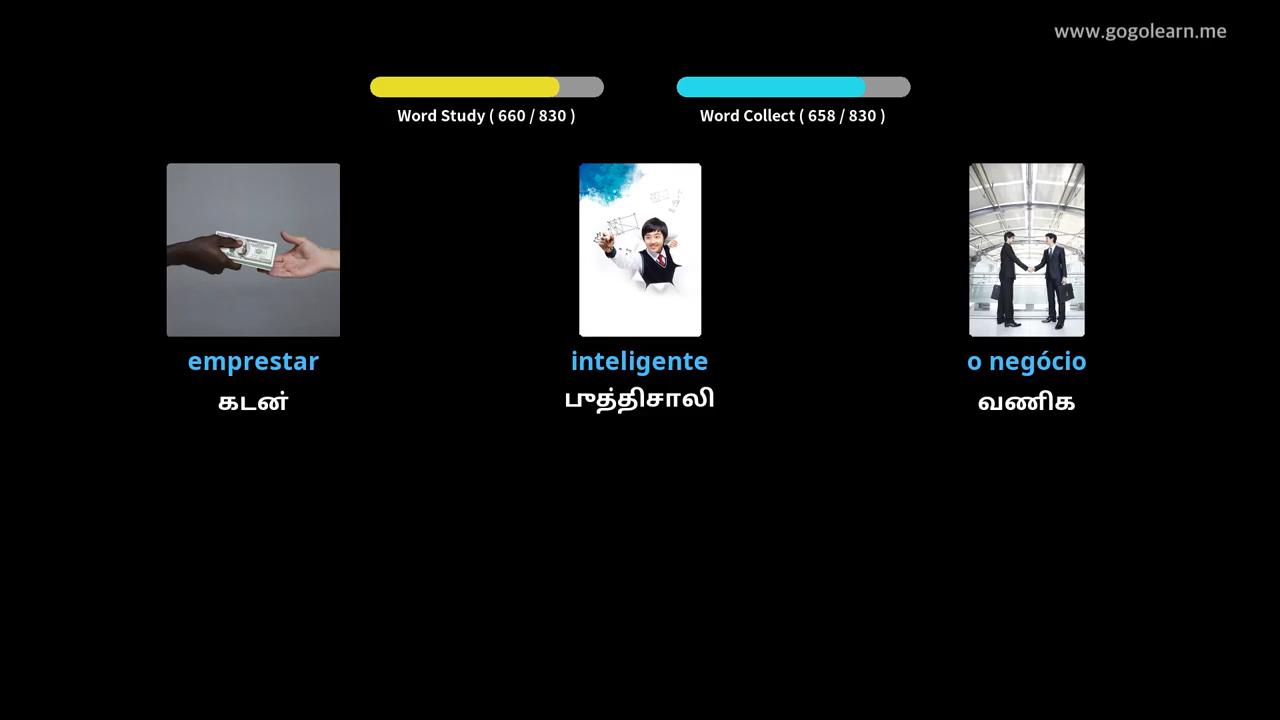 www.gogolearn.me
Word Study ( 660 / 830 )
Word Collect ( 658 / 830 )
emprestar
inteligente
o negócio
கடன்
புத்திசாலி
வணிக